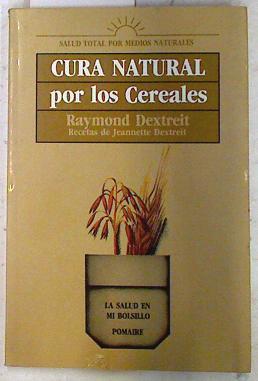 SALUD TOTAL POR MEDIOS NATURALES
CURA NATURAL
por los Cereales
Raymond Dextreit
Recetas de Jeannette Dextreit
LA SALUD EN
MI BOLSILLO
POMAIRE